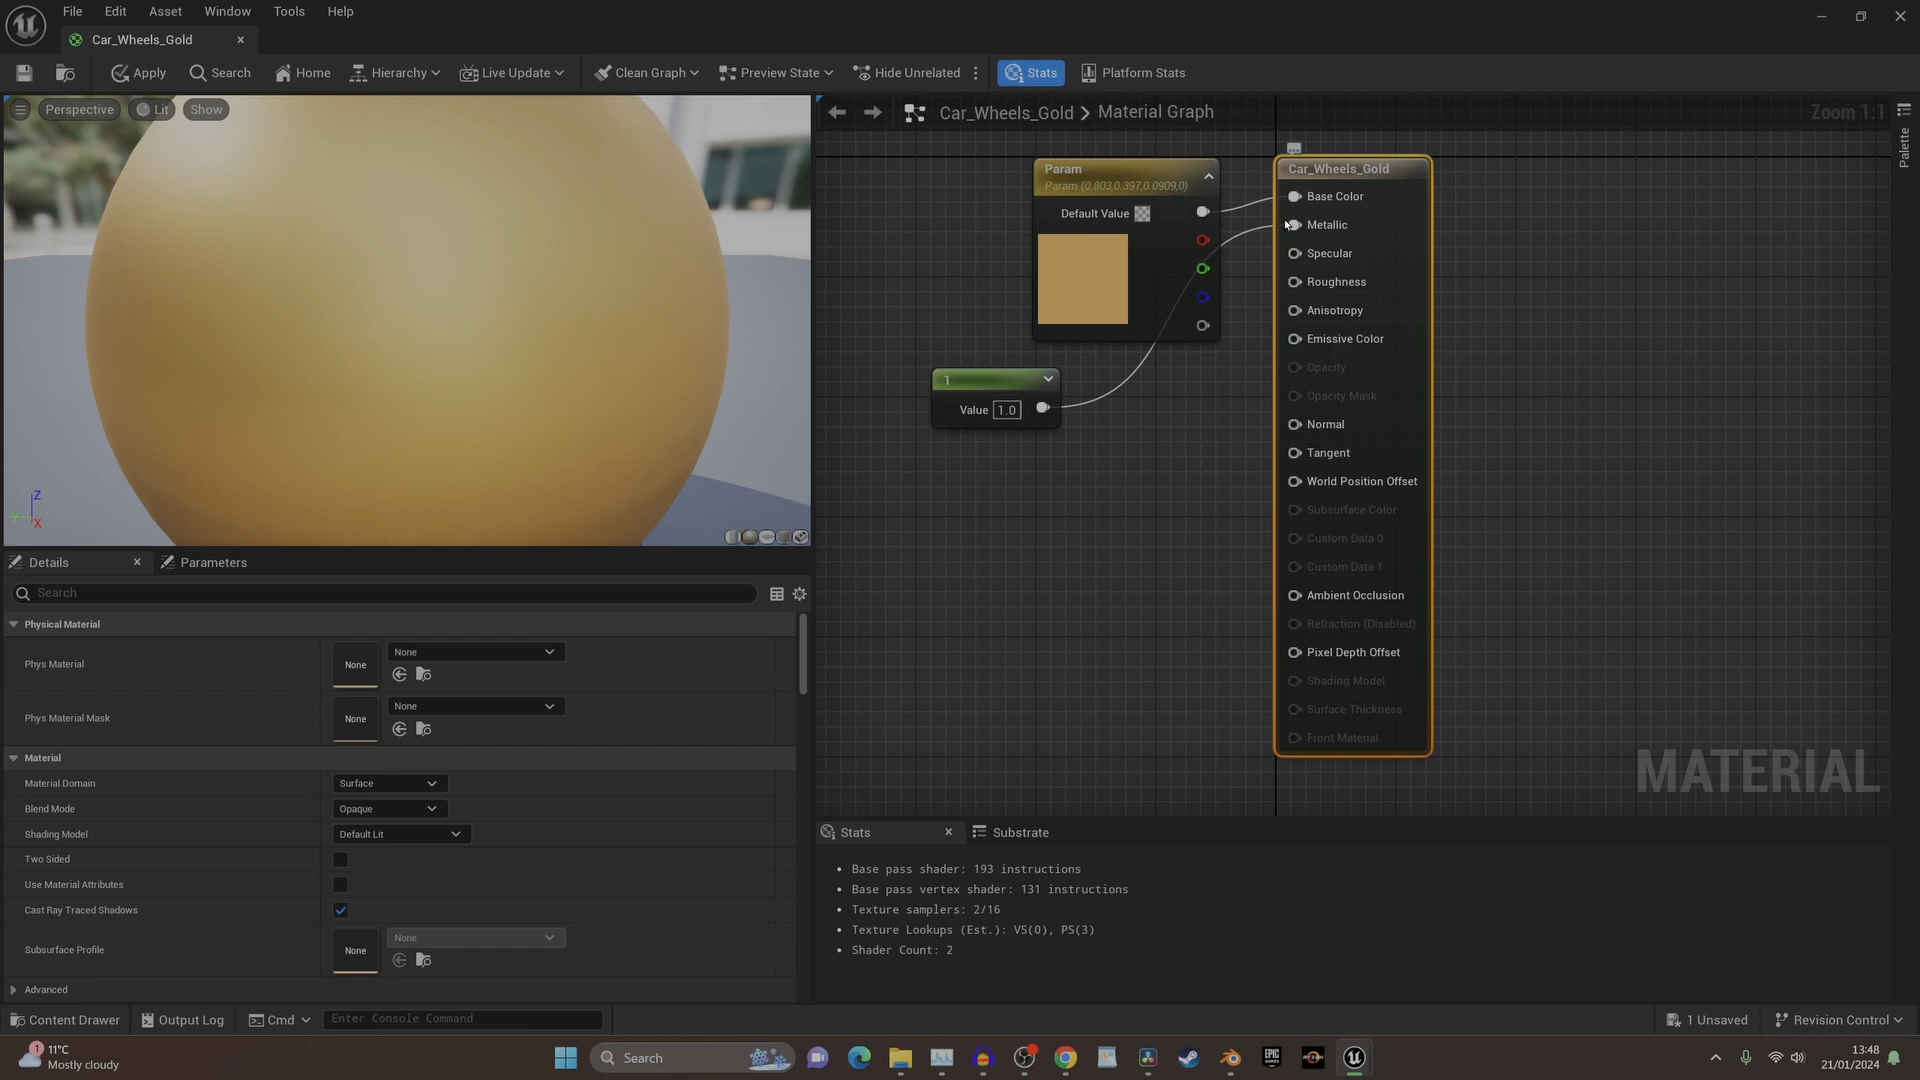 File Edit Asset Window Tools Help
Car_Wheels_Gold
Apply Search Home Hierarchy Live Update Clean Graph Preview State Hide Unrelated Stats Platform Stats
Perspective Lit Show
Z
X
Car_Wheels_Gold > Material Graph
Zoom 1:1
Palette
Param
Param (0.803,0.397,0.0909,0)
Default Value
1
Value 1.0
Car_Wheels_Gold
Base Color
Metallic
Specular
Roughness
Anisotropy
Emissive Color
Opacity
Opacity Mask
Normal
Tangent
World Position Offset
Subsurface Color
Custom Data 0
Custom Data 1
Ambient Occlusion
Refraction (Disabled)
Pixel Depth Offset
Shading Model
Surface Thickness
Front Material
MATERIAL
Details Parameters
Search
Physical Material
Phys Material None None
Phys Material Mask None None
Material
Material Domain Surface
Blend Mode Opaque
Shading Model Default Lit
Two Sided
Use Material Attributes
Cast Ray Traced Shadows
Subsurface Profile None None
Advanced
Stats Substrate
• Base pass shader: 193 instructions
• Base pass vertex shader: 131 instructions
• Texture samplers: 2/16
• Texture Lookups (Est.): VS(0), PS(3)
• Shader Count: 2
Content Drawer Output Log Cmd Enter Console Command 1 Unsaved Revision Control
1
11°C
Mostly cloudy
Search
EPIC GAMES
RYZEN
13:48
21/01/2024